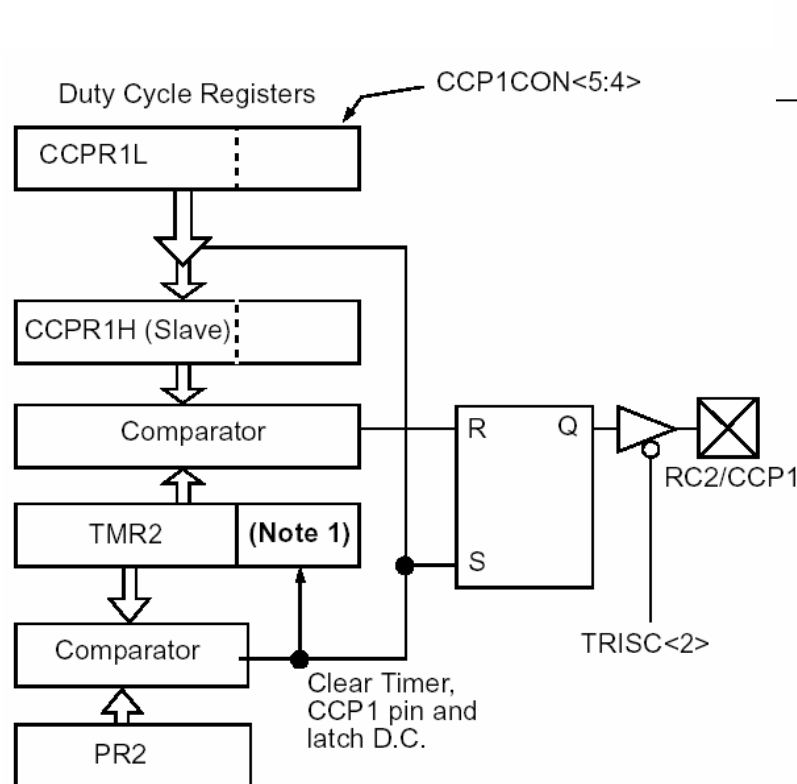 Duty Cycle Registers
CCP1CON<5:4>
CCPR1L
CCPR1H (Slave)
Comparator
R
Q
RC2/CCP1
TMR2
(Note 1)
S
Comparator
TRISC<2>
Clear Timer,
CCP1 pin and
latch D.C.
PR2